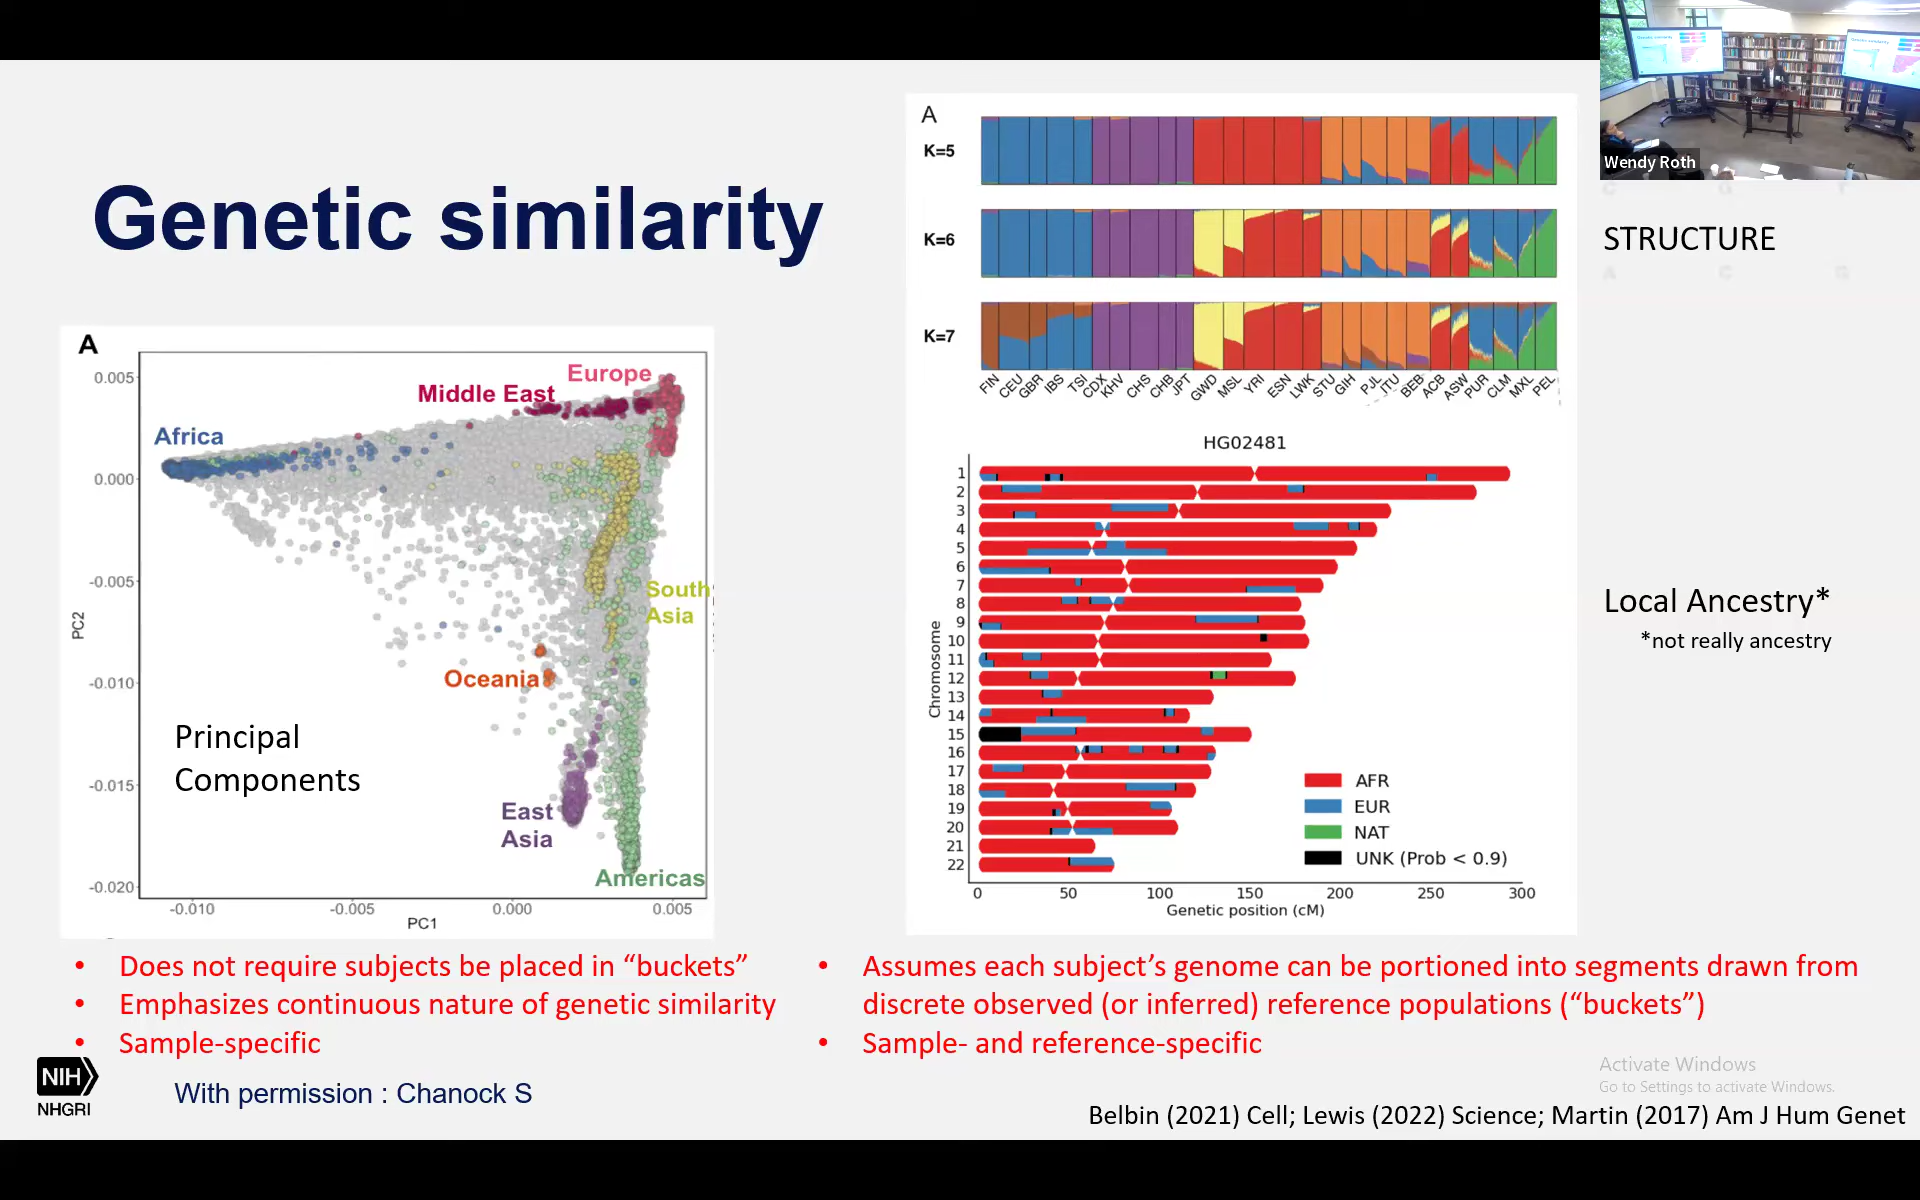 Wendy Roth
Genetic similarity
A
K=5
K=6
K=7
FIN CEU GBR IBS TSI CDX KHV CHS CHB JPT GWD MSL YRI ESN LWK STU GIH PJL ITU BEB ACB ASW PUR CLM MXL PEL
STRUCTURE
A
0.005
0.000
-0.005
-0.010
-0.015
-0.020
PC2
Europe
Middle East
Africa
South
Asia
Oceania
Principal
Components
East
Asia
Americas
-0.010 -0.005 0.000 0.005
PC1
HG02481
Chromosome
1
2
3
4
5
6
7
8
9
10
11
12
13
14
15
16
17
18
19
20
21
22
AFR
EUR
NAT
UNK (Prob < 0.9)
0 50 100 150 200 250 300
Genetic position (cM)
Local Ancestry*
*not really ancestry
• Does not require subjects be placed in “buckets”
• Emphasizes continuous nature of genetic similarity
• Sample-specific
• Assumes each subject’s genome can be portioned into segments drawn from
discrete observed (or inferred) reference populations (“buckets”)
• Sample- and reference-specific
NIH
NHGRI
With permission : Chanock S
Activate Windows
Go to Settings to activate Windows.
Belbin (2021) Cell; Lewis (2022) Science; Martin (2017) Am J Hum Genet